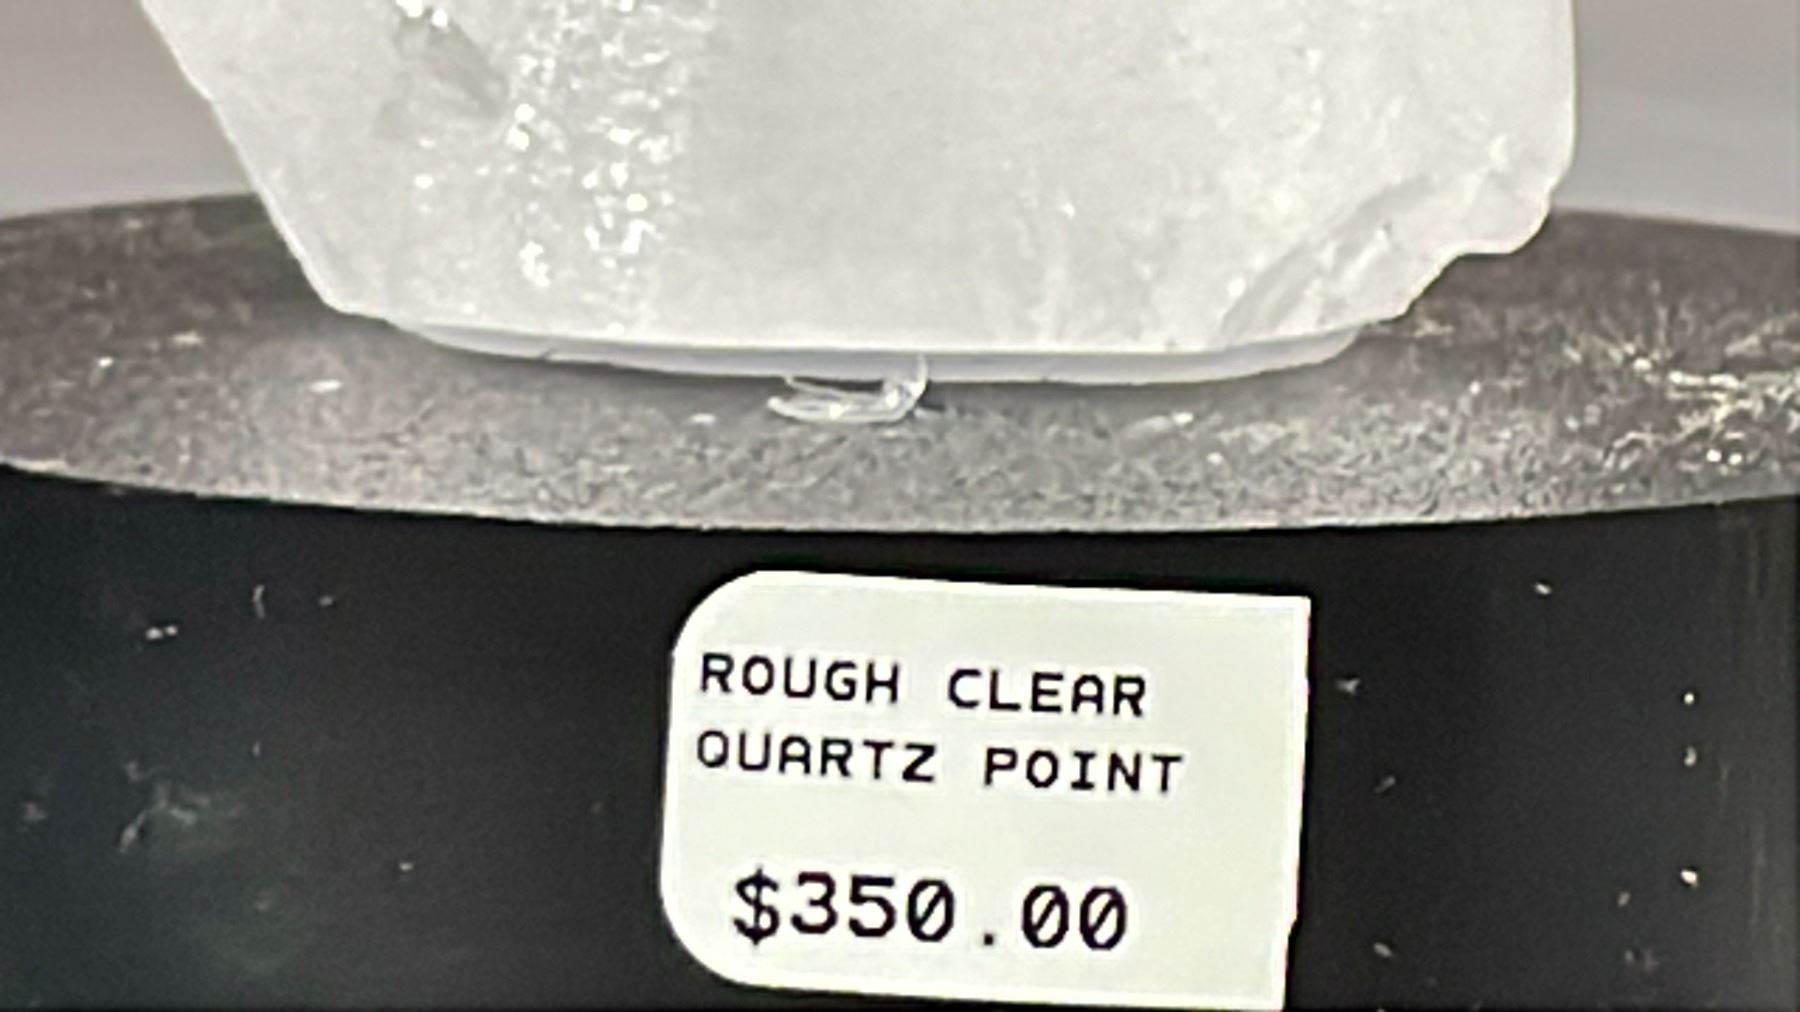 ROUGH CLEAR
QUARTZ POINT
$350.00